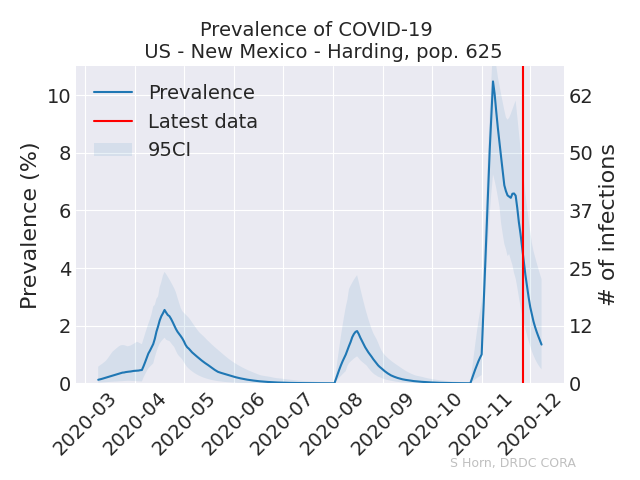 Prevalence of COVID-19
US - New Mexico - Harding, pop. 625
Prevalence
Latest data
95CI
Prevalence (%)
10
8
6
4
2
0
# of infections
62
50
37
25
12
0
2020-03
2020-04
2020-05
2020-06
2020-07
2020-08
2020-09
2020-10
2020-11
2020-12
S Horn, DRDC CORA